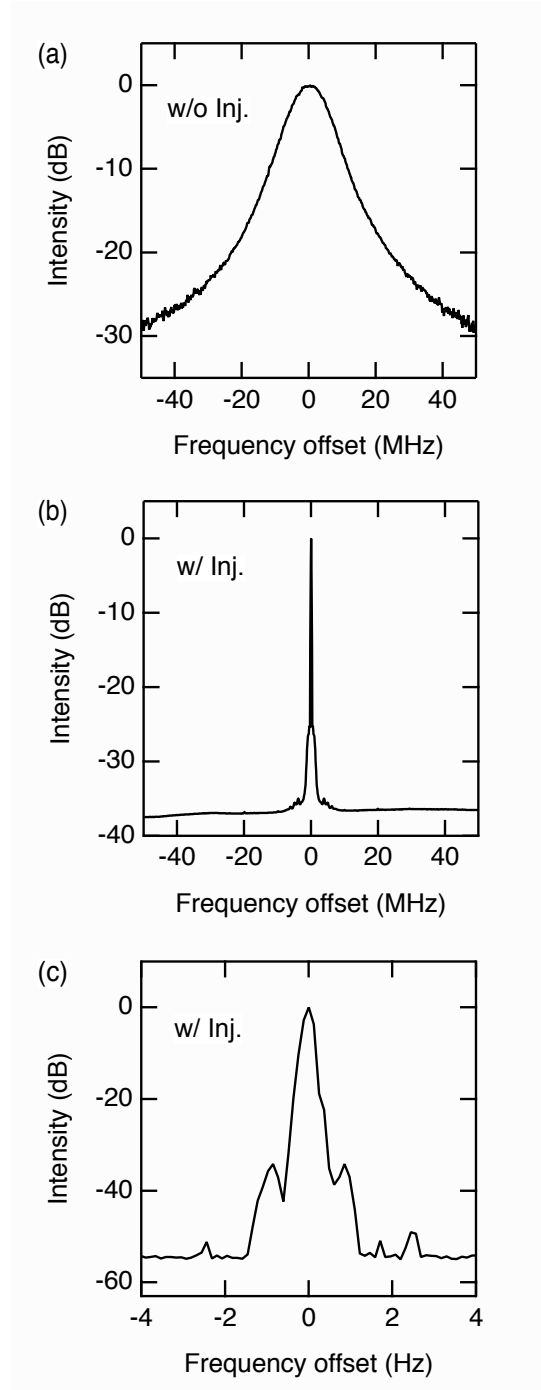 (a)
w/o Inj.
Intensity (dB)
0
-10
-20
-30
-40 -20 0 20 40
Frequency offset (MHz)
(b)
w/ Inj.
Intensity (dB)
0
-10
-20
-30
-40
-40 -20 0 20 40
Frequency offset (MHz)
(c)
w/ Inj.
Intensity (dB)
0
-20
-40
-60
-4 -2 0 2 4
Frequency offset (Hz)